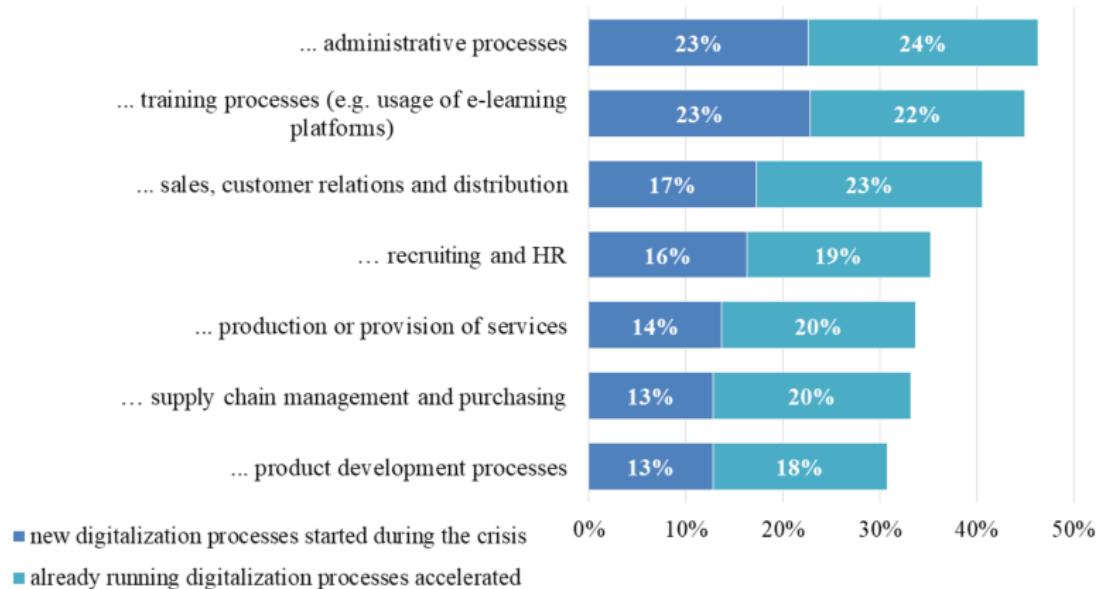 ... administrative processes
23% 24%
... training processes (e.g. usage of e-learning
platforms)
23% 22%
... sales, customer relations and distribution
17% 23%
… recruiting and HR
16% 19%
... production or provision of services
14% 20%
… supply chain management and purchasing
13% 20%
... product development processes
13% 18%
0% 10% 20% 30% 40% 50%
new digitalization processes started during the crisis
already running digitalization processes accelerated